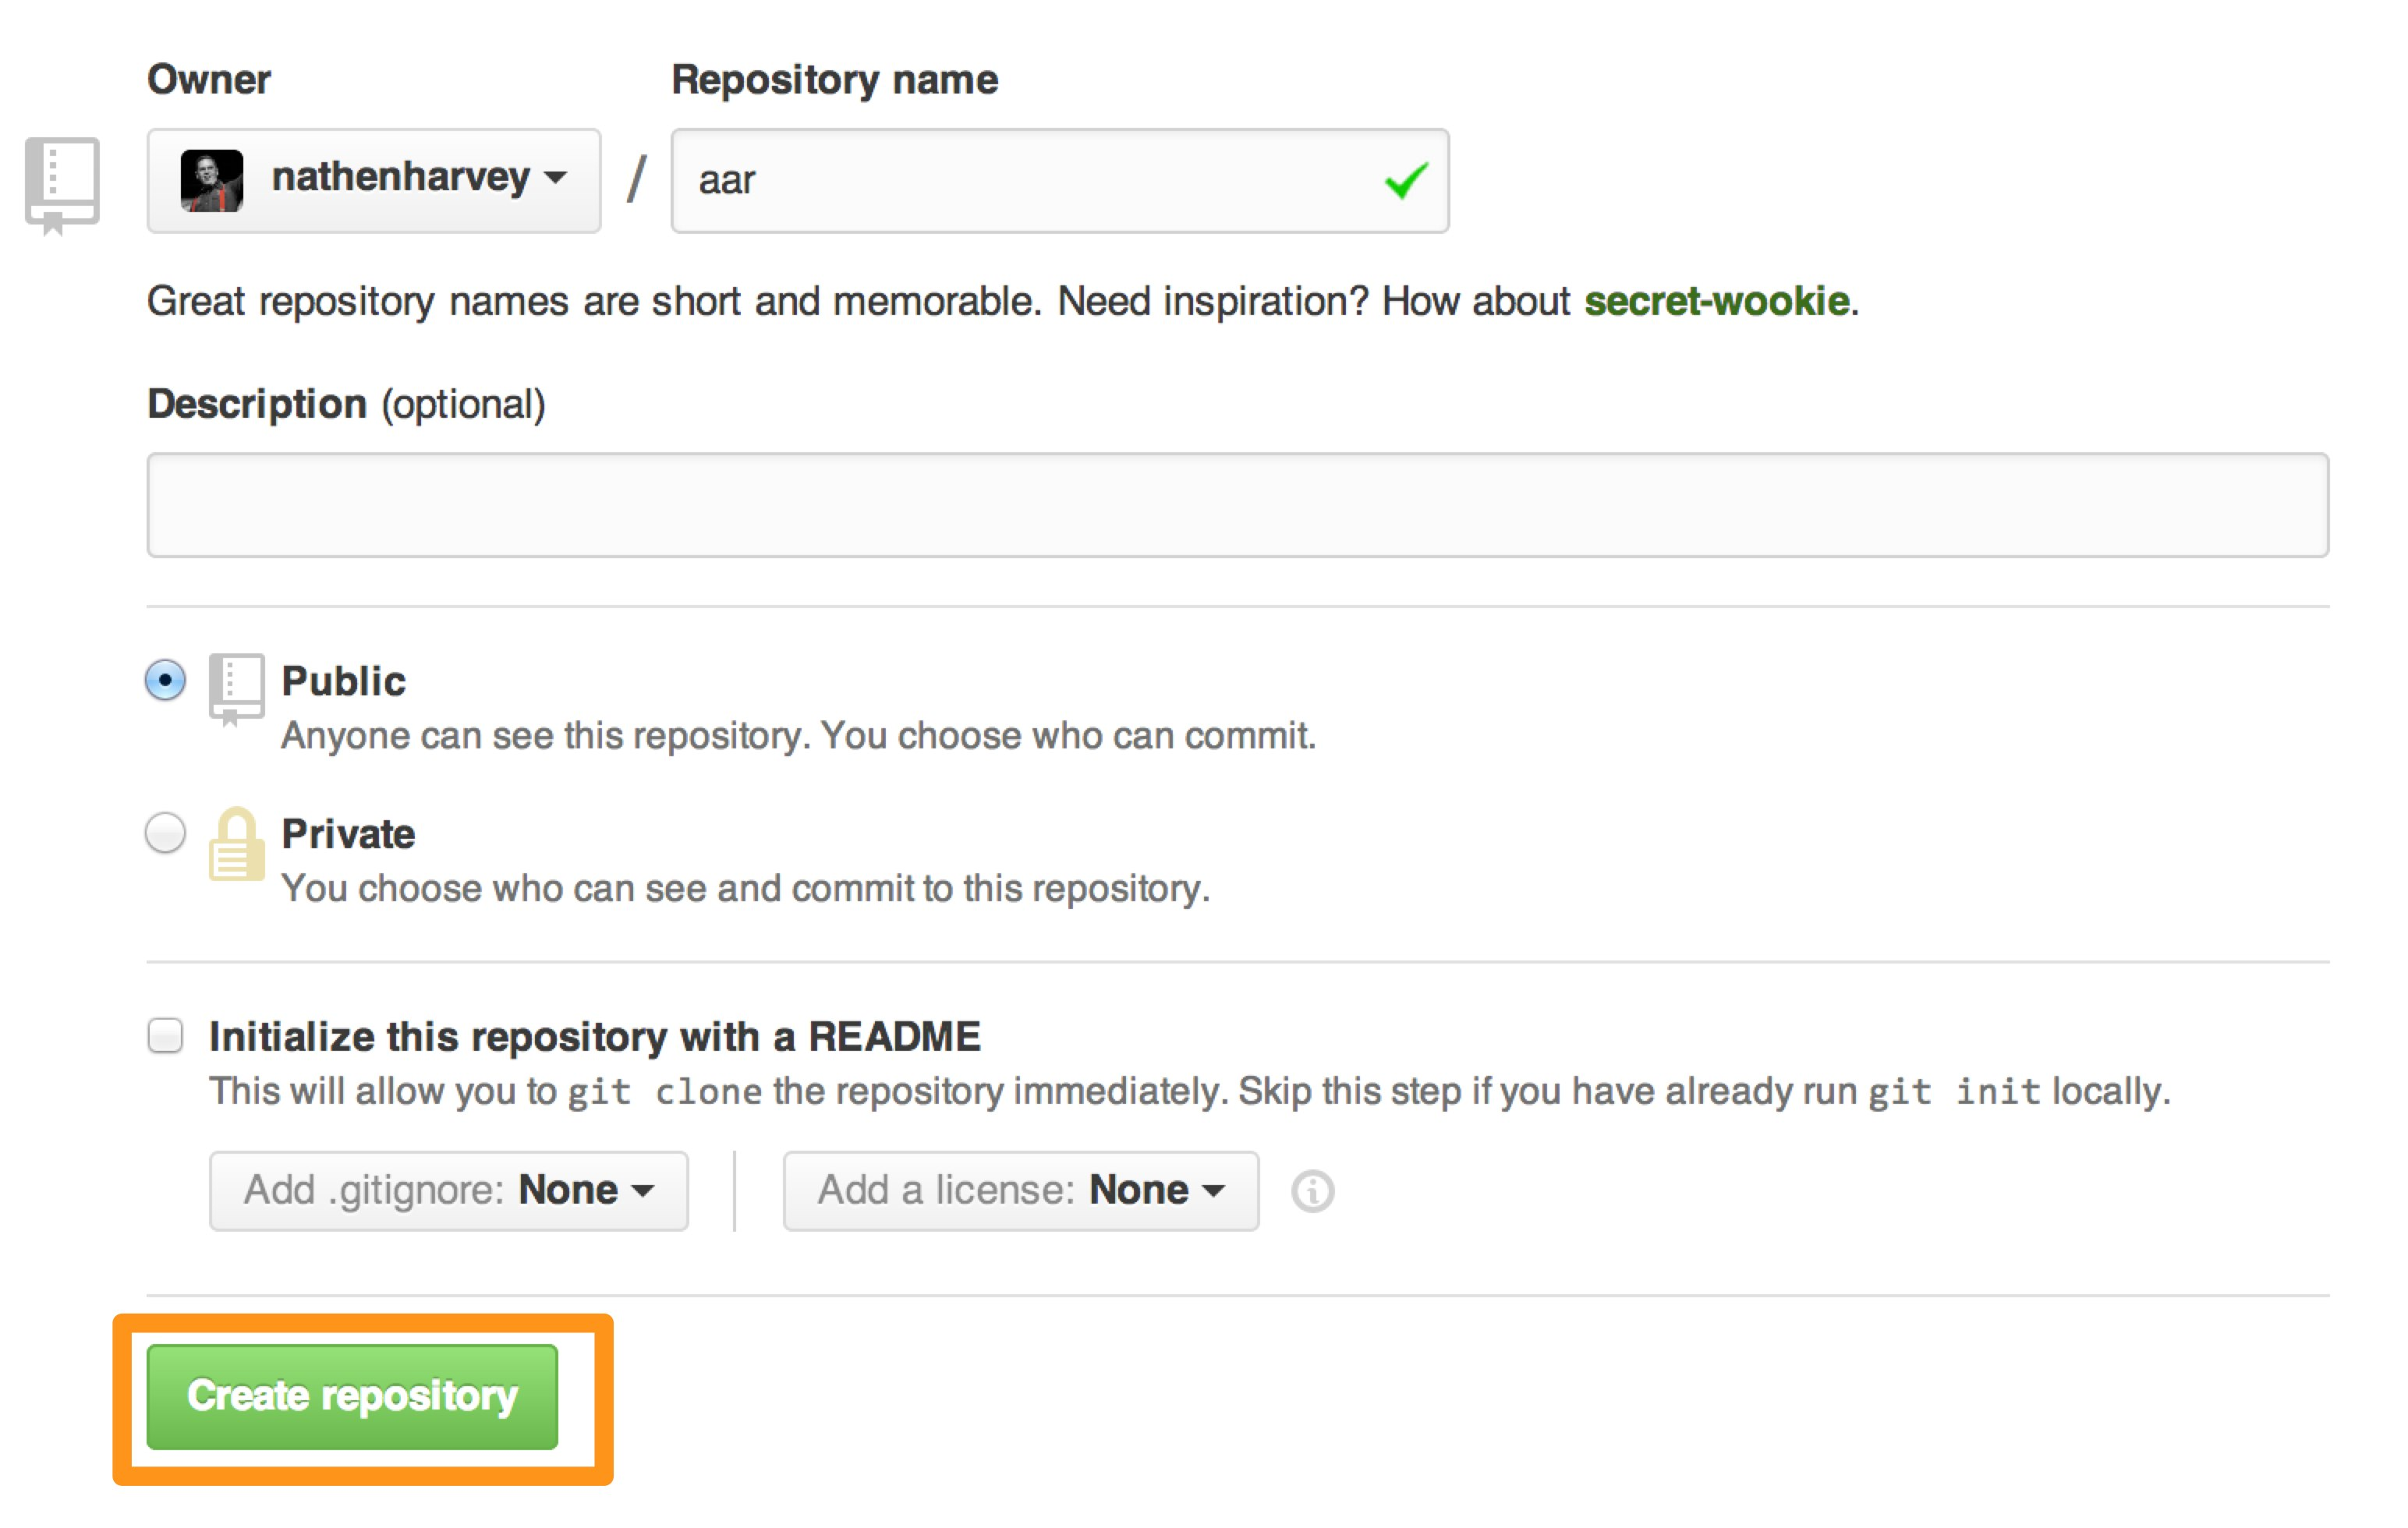 Owner
Repository name
nathenharvey / aar
Great repository names are short and memorable. Need inspiration? How about secret-wookie.
Description (optional)
Public
Anyone can see this repository. You choose who can commit.
Private
You choose who can see and commit to this repository.
Initialize this repository with a README
This will allow you to git clone the repository immediately. Skip this step if you have already run git init locally.
Add .gitignore: None
Add a license: None
Create repository